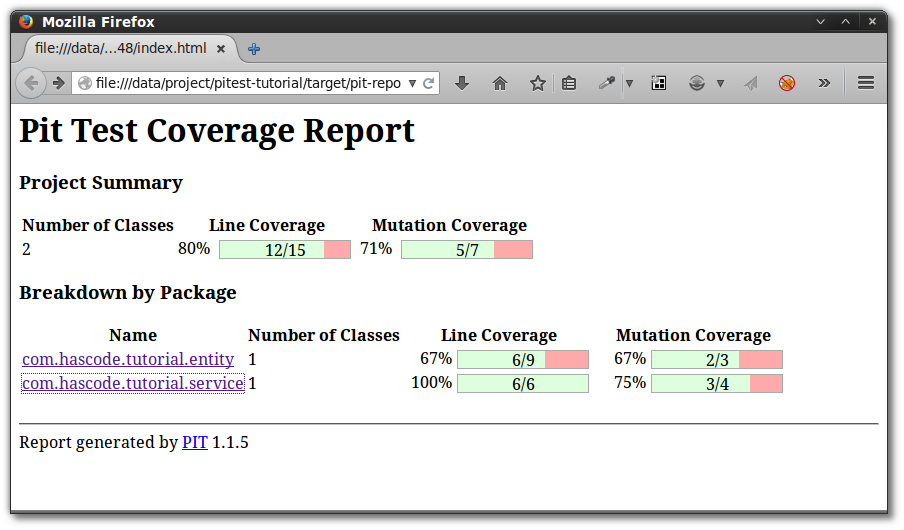 Mozilla Firefox
file:///data/...48/index.html
file:///data/project/pitest-tutorial/target/pit-repo
Pit Test Coverage Report
Project Summary
Number of Classes Line Coverage Mutation Coverage
2 80% 12/15 71% 5/7
Breakdown by Package
Name Number of Classes Line Coverage Mutation Coverage
com.hascode.tutorial.entity 1 67% 6/9 67% 2/3
com.hascode.tutorial.service 1 100% 6/6 75% 3/4
Report generated by PIT 1.1.5